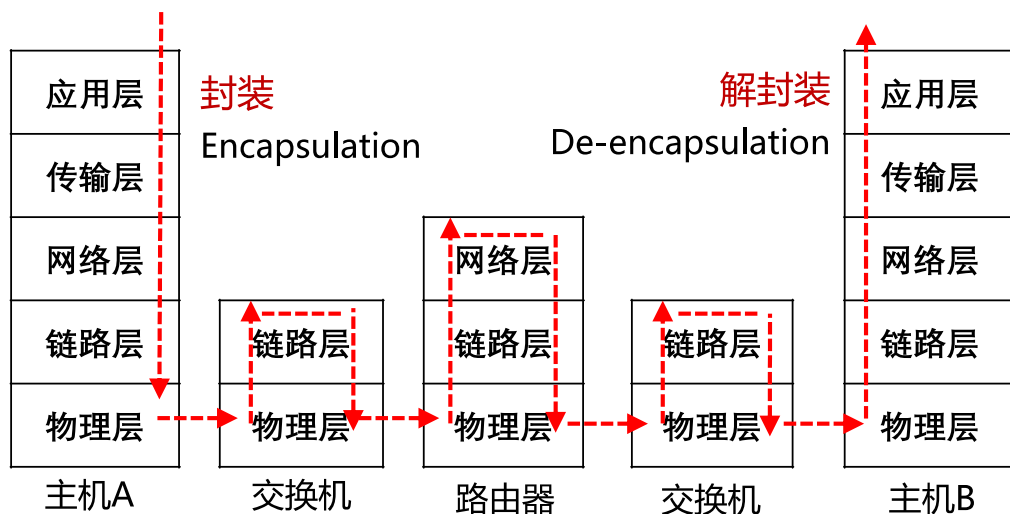 应用层
传输层
网络层
链路层
物理层
主机A
封装
Encapsulation
链路层
物理层
交换机
网络层
链路层
物理层
路由器
链路层
物理层
交换机
解封装
De-encapsulation
应用层
传输层
网络层
链路层
物理层
主机B